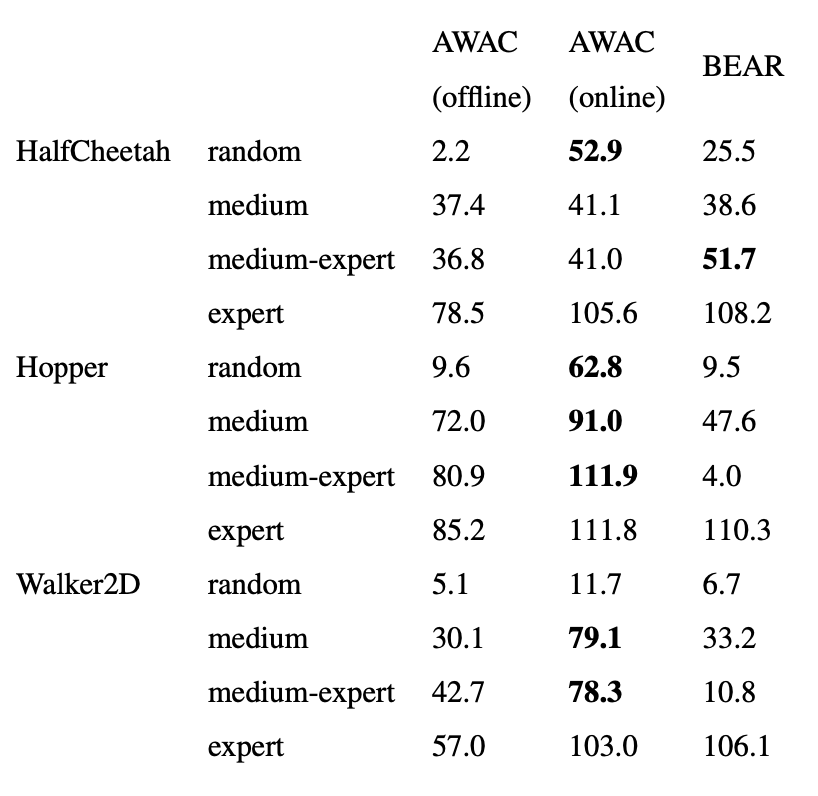 AWAC AWAC
BEAR
(offline) (online)
HalfCheetah random 2.2 52.9 25.5
medium 37.4 41.1 38.6
medium-expert 36.8 41.0 51.7
expert 78.5 105.6 108.2
Hopper random 9.6 62.8 9.5
medium 72.0 91.0 47.6
medium-expert 80.9 111.9 4.0
expert 85.2 111.8 110.3
Walker2D random 5.1 11.7 6.7
medium 30.1 79.1 33.2
medium-expert 42.7 78.3 10.8
expert 57.0 103.0 106.1